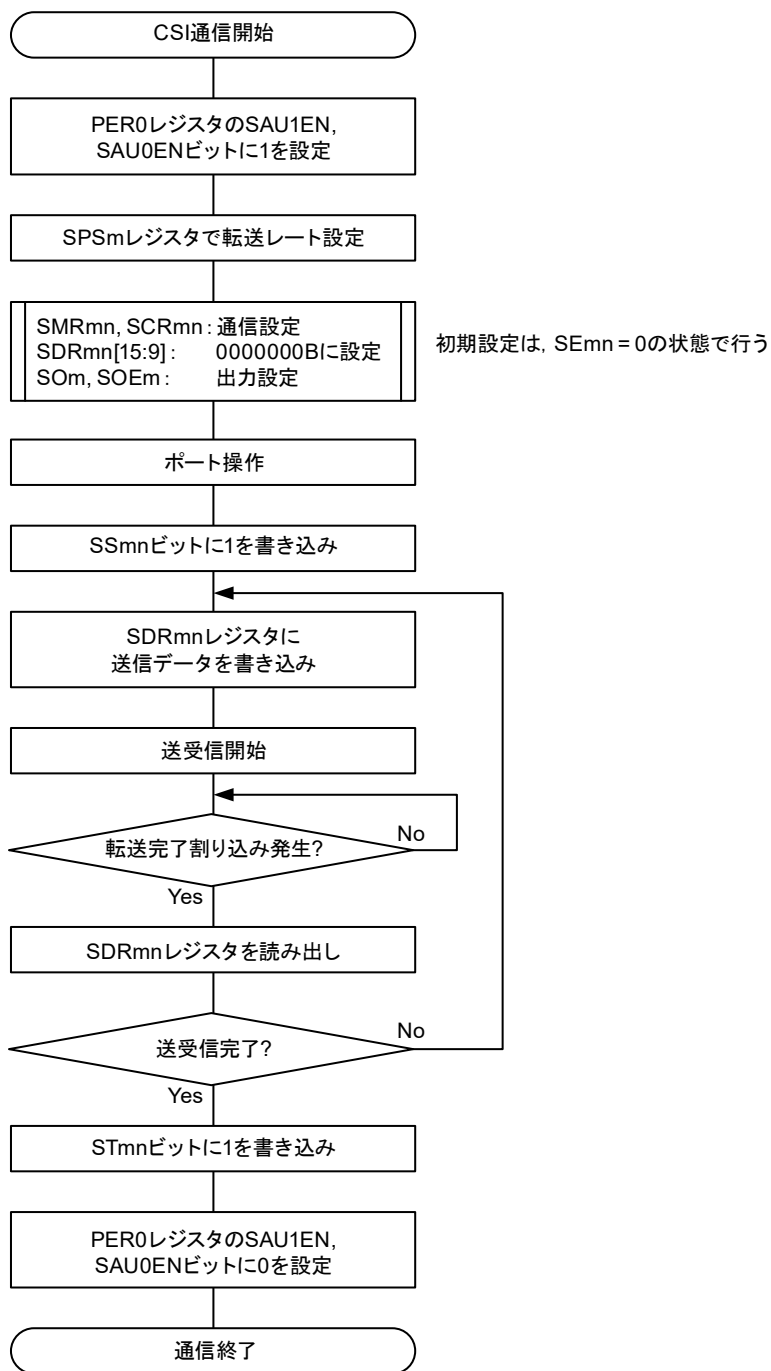 CSI通信開始
PER0レジスタのSAU1EN,
SAU0ENビットに1を設定
SPSmレジスタで転送レート設定
SMRmn, SCRmn : 通信設定
SDRmn[15:9] : 0000000Bに設定
SOm, SOEm : 出力設定
初期設定は, SEmn = 0の状態で行う
ポート操作
SSmnビットに1を書き込み
SDRmnレジスタに
送信データを書き込み
送受信開始
転送完了割り込み発生?
No
Yes
SDRmnレジスタを読み出し
送受信完了?
No
Yes
STmnビットに1を書き込み
PER0レジスタのSAU1EN,
SAU0ENビットに0を設定
通信終了